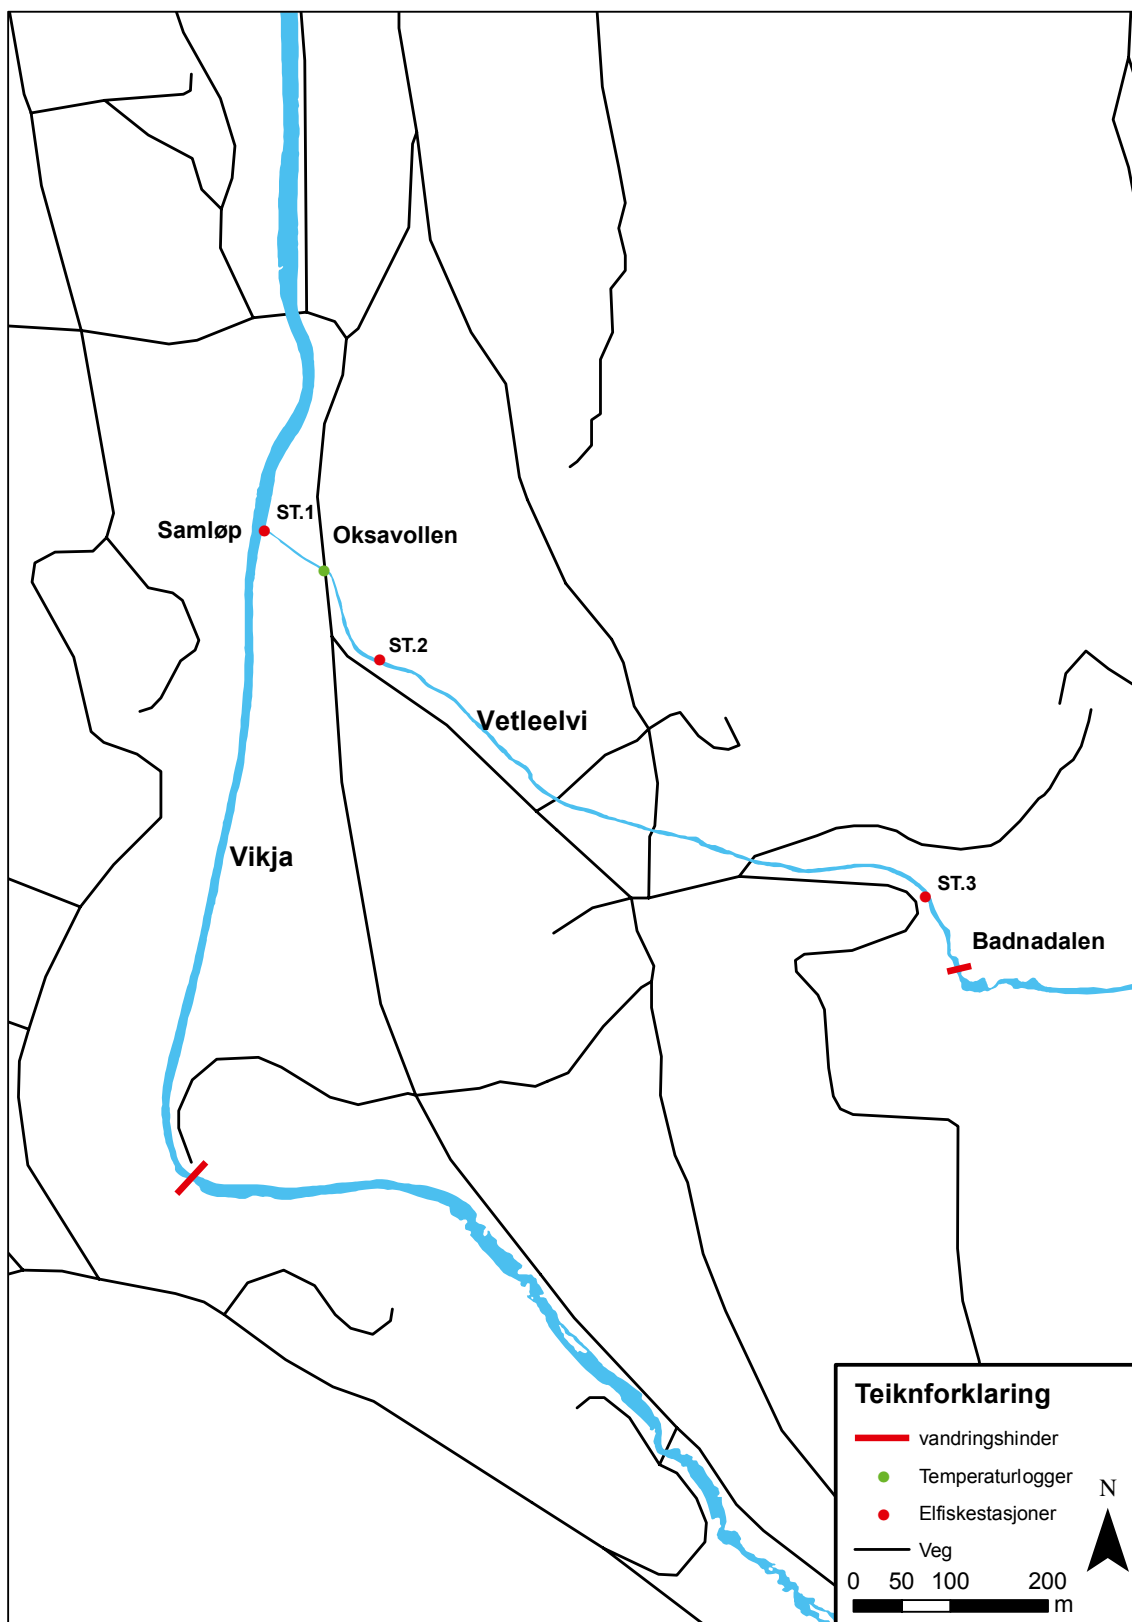 ST.1
Samløp
Oksavollen
ST.2
Vetleelvi
Vikja
ST.3
Badnadalen
Teiknforklaring
vandringshinder
Temperaturlogger
Elfiskestasjoner
Veg
N
0 50 100 200
m